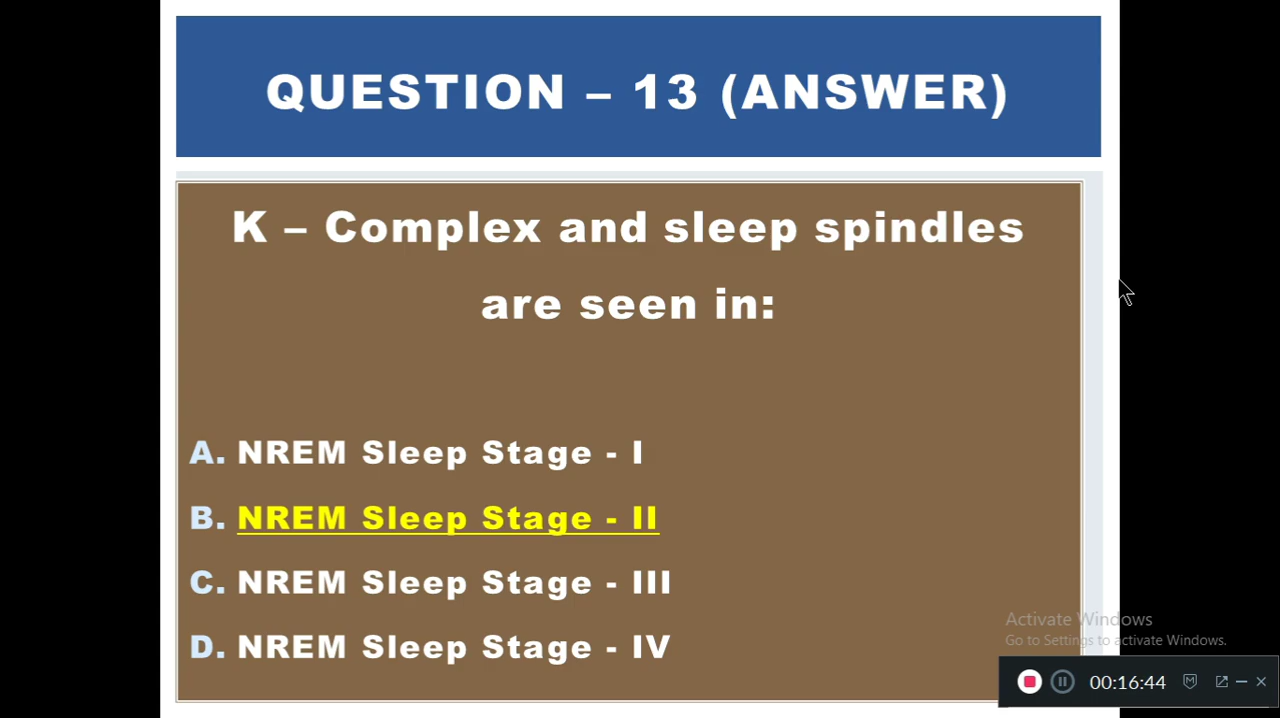 QUESTION – 13 (ANSWER)
K – Complex and sleep spindles
are seen in:
A. NREM Sleep Stage - I
B. NREM Sleep Stage - II
C. NREM Sleep Stage - III
D. NREM Sleep Stage - IV
Activate Windows
Go to Settings to activate Windows.
00:16:44